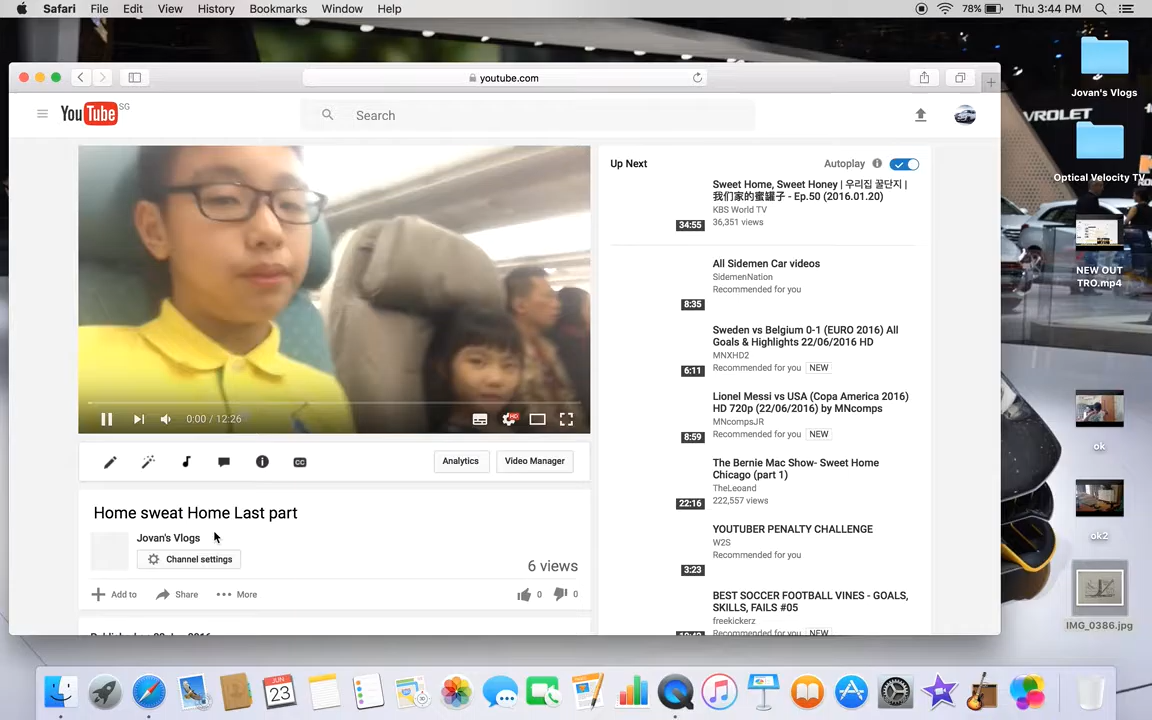 Safari File Edit View History Bookmarks Window Help 78% Thu 3:44 PM
youtube.com
YouTube SG Search
Jovan's Vlogs
VROLET
Optical Velocity TV
NEW OUT
TRO.mp4
ok
ok2
IMG_0386.jpg
Up Next Autoplay
Sweet Home, Sweet Honey | 우리집 꿀단지 |
我们家的蜜罐子 - Ep.50 (2016.01.20)
KBS World TV
36,351 views
34:55
All Sidemen Car videos
SidemenNation
Recommended for you
8:35
Sweden vs Belgium 0-1 (EURO 2016) All
Goals & Highlights 22/06/2016 HD
MNXHD2
Recommended for you NEW
6:11
Lionel Messi vs USA (Copa America 2016)
HD 720p (22/06/2016) by MNcomps
MNcompsJR
Recommended for you NEW
8:59
The Bernie Mac Show- Sweet Home
Chicago (part 1)
TheLeoand
222,557 views
22:16
YOUTUBER PENALTY CHALLENGE
W2S
Recommended for you
3:23
BEST SOCCER FOOTBALL VINES - GOALS,
SKILLS, FAILS #05
freekickerz
Recommended for you NEW
0:00 / 12:26 HD
CC Analytics Video Manager
Home sweat Home Last part
Jovan's Vlogs
Channel settings
6 views
Add to Share More 0 0
JUN
23